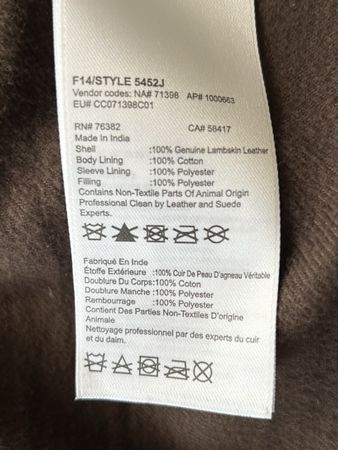 F14/STYLE 5452J
Vendor codes: NA# 71398 AP# 1000663
EU# CC071398C01
RN# 76382 CA# 58417
Made In India
Shell :100% Genuine Lambskin Leather
Body Lining :100% Cotton
Sleeve Lining :100% Polyester
Filling :100% Polyester
Contains Non-Textile Parts Of Animal Origin
Professional Clean by Leather and Suede
Experts.
Fabriqué En Inde
Étoffe Extérieure :100% Cuir De Peau D'agneau Véritable
Doublure Du Corps:100% Coton
Doublure Manche :100% Polyester
Rembourrage :100% Polyester
Contient Des Parties Non-Textiles D'origine
Animale
Nettoyage professionnel par des experts du cuir
et du daim.